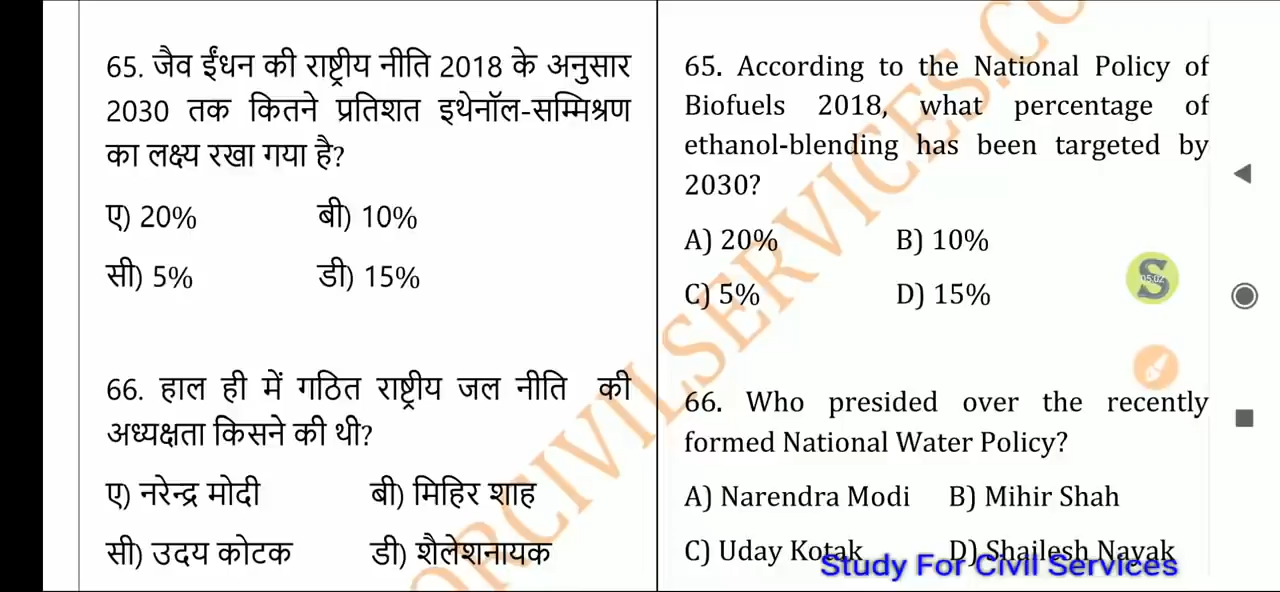 65. जैव ईंधन की राष्ट्रीय नीति 2018 के अनुसार
2030 तक कितने प्रतिशत इथेनॉल-सम्मिश्रण
का लक्ष्य रखा गया है?
ए) 20% बी) 10%
सी) 5% डी) 15%
66. हाल ही में गठित राष्ट्रीय जल नीति की
अध्यक्षता किसने की थी?
ए) नरेन्द्र मोदी बी) मिहिर शाह
सी) उदय कोटक डी) शैलेशनायक
65. According to the National Policy of
Biofuels 2018, what percentage of
ethanol-blending has been targeted by
2030?
A) 20% B) 10%
C) 5% D) 15%
66. Who presided over the recently
formed National Water Policy?
A) Narendra Modi B) Mihir Shah
C) Uday Kotak D) Shailesh Nayak
Study For Civil Services
ORCIVILSERVICES.CO
S
05:02